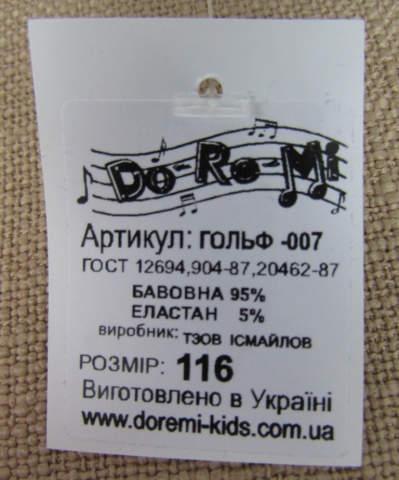 Do-Re-Mi
Артикул: ГОЛЬФ -007
ГОСТ 12694,904-87,20462-87
БАВОВНА 95%
ЕЛАСТАН 5%
виробник: ТЗОВ ІСМАЙЛОВ
РОЗМІР: 116
Виготовлено в Україні
www.doremi-kids.com.ua